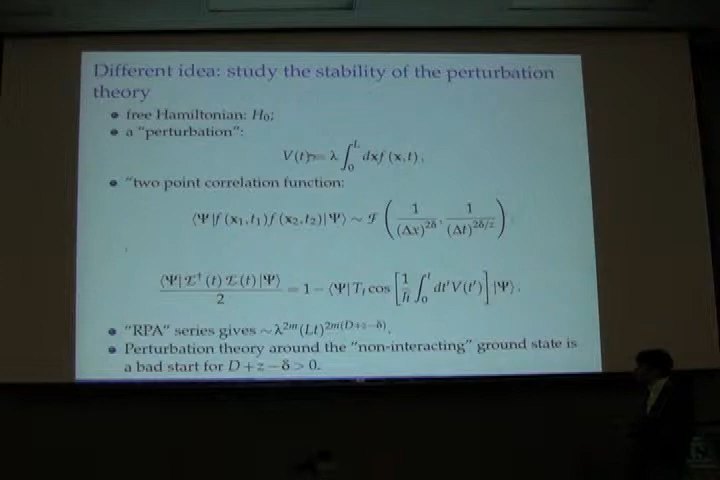 Different idea: study the stability of the perturbation
theory
• free Hamiltonian: H₀;
• a "perturbation":
V(t) = λ ∫₀ᴸ dx f(x,t),
• "two point correlation function:
⟨Ψ|f(x₁,t₁)f(x₂,t₂)|Ψ⟩ ~ ℱ ( 1/(Δx)^{2δ}, 1/(Δt)^{2δ/z} )
⟨Ψ|𝓔†(t)𝓔(t)|Ψ⟩/2 = 1 − ⟨Ψ|T_t cos [ 1/ħ ∫₀ᵗ dt′V(t′) ] |Ψ⟩.
• "RPA" series gives ~ λ^{2m}(Lt)^{2m(D+z−δ)}.
• Perturbation theory around the "non-interacting" ground state is
a bad start for D+z−δ > 0.